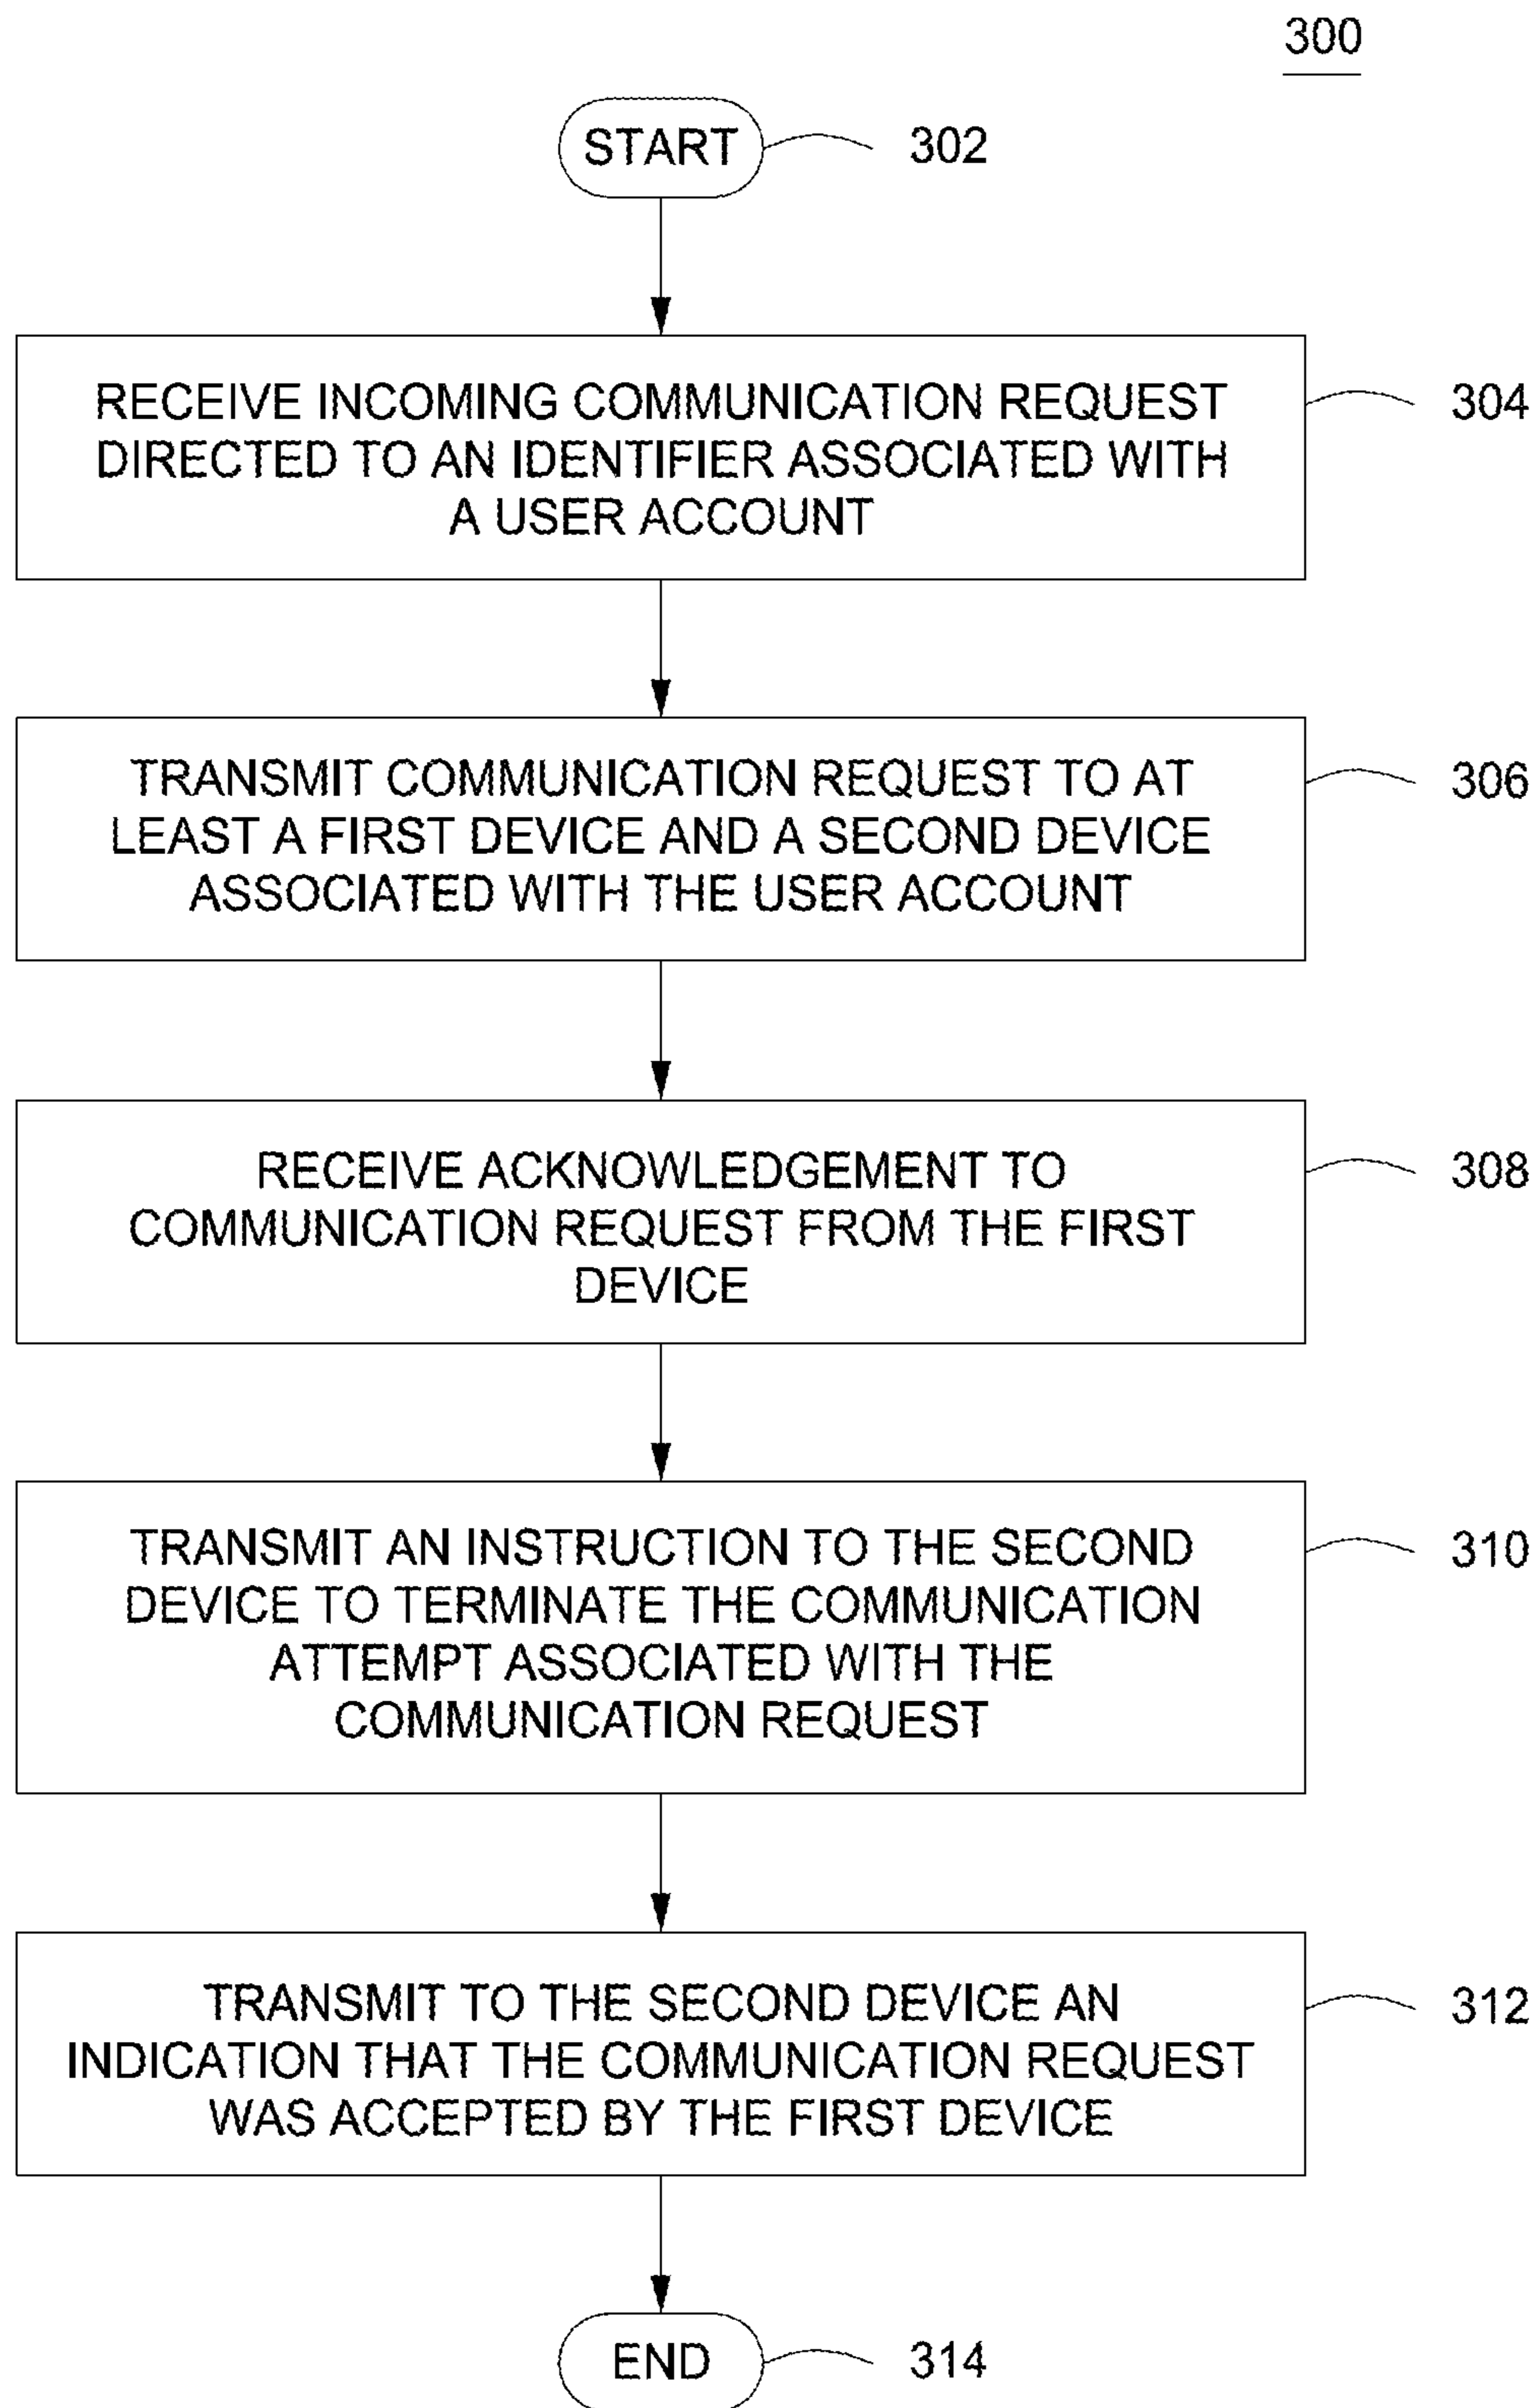 300
START
302
RECEIVE INCOMING COMMUNICATION REQUEST
DIRECTED TO AN IDENTIFIER ASSOCIATED WITH
A USER ACCOUNT
304
TRANSMIT COMMUNICATION REQUEST TO AT
LEAST A FIRST DEVICE AND A SECOND DEVICE
ASSOCIATED WITH THE USER ACCOUNT
306
RECEIVE ACKNOWLEDGEMENT TO
COMMUNICATION REQUEST FROM THE FIRST
DEVICE
308
TRANSMIT AN INSTRUCTION TO THE SECOND
DEVICE TO TERMINATE THE COMMUNICATION
ATTEMPT ASSOCIATED WITH THE
COMMUNICATION REQUEST
310
TRANSMIT TO THE SECOND DEVICE AN
INDICATION THAT THE COMMUNICATION REQUEST
WAS ACCEPTED BY THE FIRST DEVICE
312
END
314